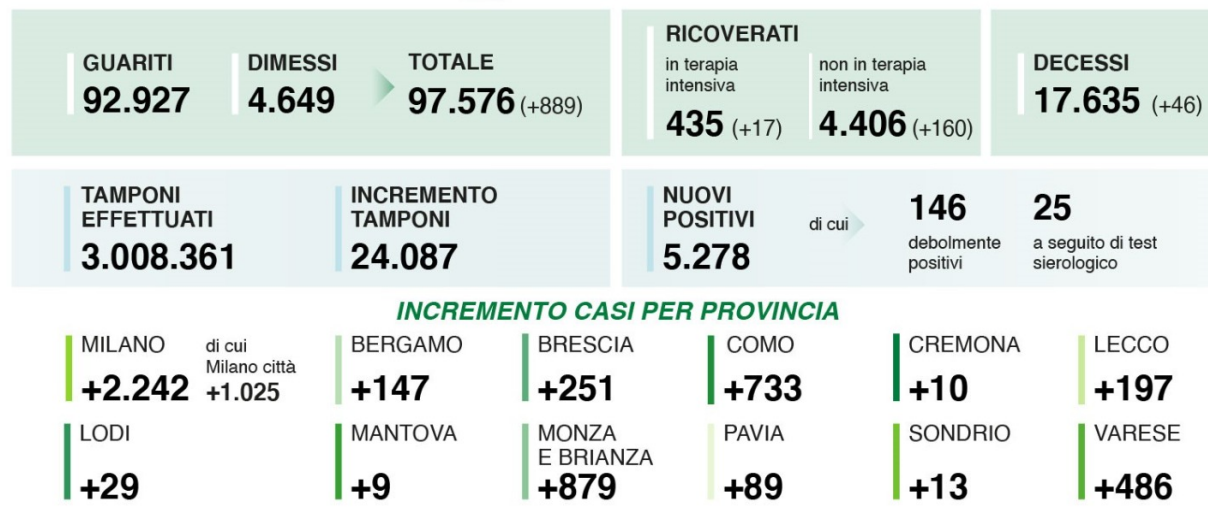 GUARITI
92.927
DIMESSI
4.649
TOTALE
97.576 (+889)
RICOVERATI
in terapia
intensiva
435 (+17)
non in terapia
intensiva
4.406 (+160)
DECESSI
17.635 (+46)
TAMPONI
EFFETTUATI
3.008.361
INCREMENTO
TAMPONI
24.087
NUOVI
POSITIVI
5.278
di cui
146
debolmente
positivi
25
a seguito di test
sierologico
INCREMENTO CASI PER PROVINCIA
MILANO
+2.242
di cui
Milano città
+1.025
BERGAMO
+147
BRESCIA
+251
COMO
+733
CREMONA
+10
LECCO
+197
LODI
+29
MANTOVA
+9
MONZA
E BRIANZA
+879
PAVIA
+89
SONDRIO
+13
VARESE
+486